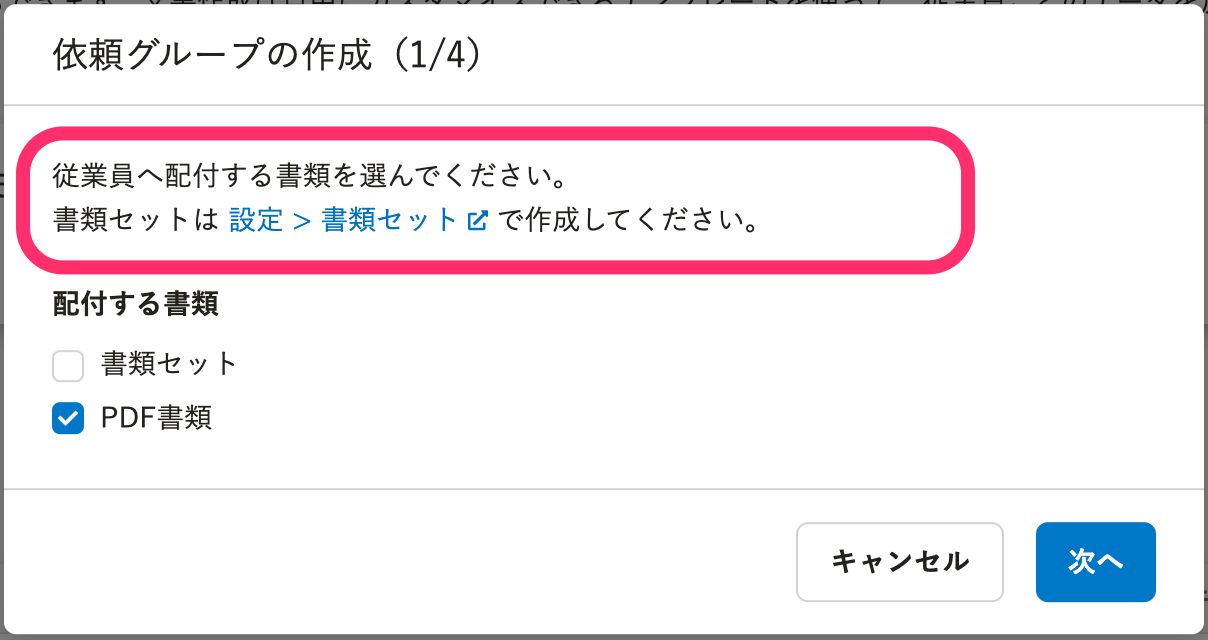 依頼グループの作成（1/4）
従業員へ配付する書類を選んでください。
書類セットは 設定 > 書類セット で作成してください。
配付する書類
書類セット
PDF書類
キャンセル
次へ